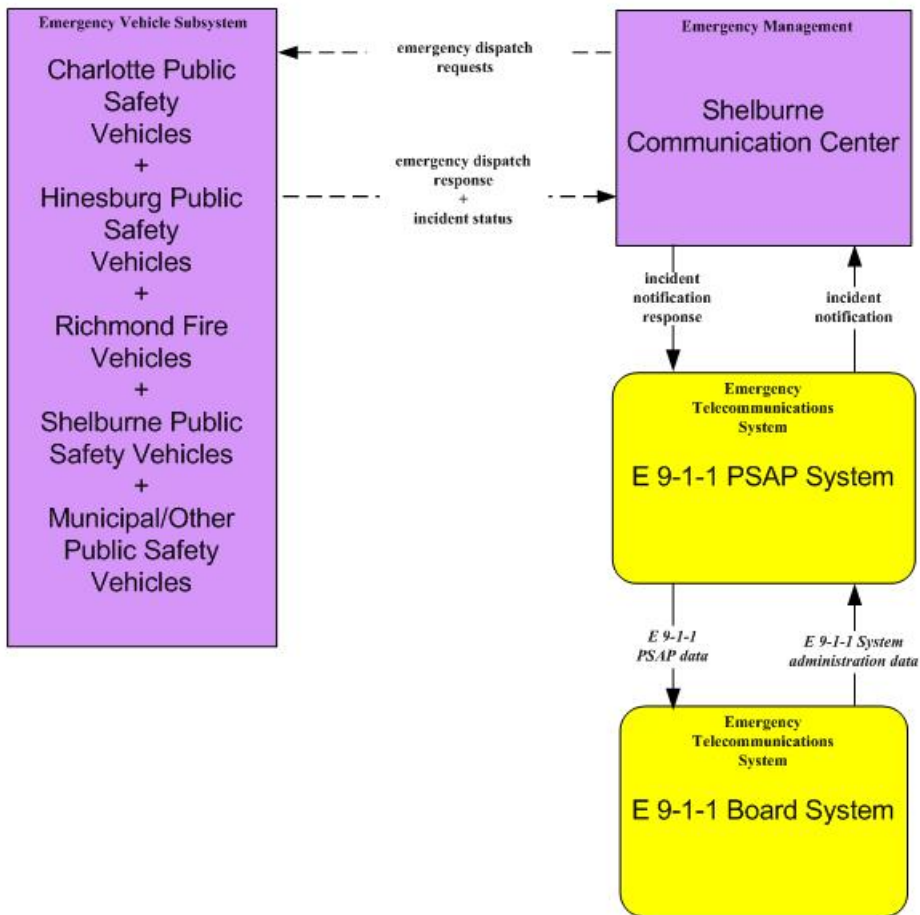 Emergency Vehicle Subsystem
Charlotte Public
Safety
Vehicles
+
Hinesburg Public
Safety
Vehicles
+
Richmond Fire
Vehicles
+
Shelburne Public
Safety Vehicles
+
Municipal/Other
Public Safety
Vehicles
emergency dispatch
requests
emergency dispatch
response
+
incident status
Emergency Management
Shelburne
Communication Center
incident
notification
response
incident
notification
Emergency
Telecommunications
System
E 9-1-1 PSAP System
E 9-1-1
PSAP data
E 9-1-1 System
administration data
Emergency
Telecommunications
System
E 9-1-1 Board System